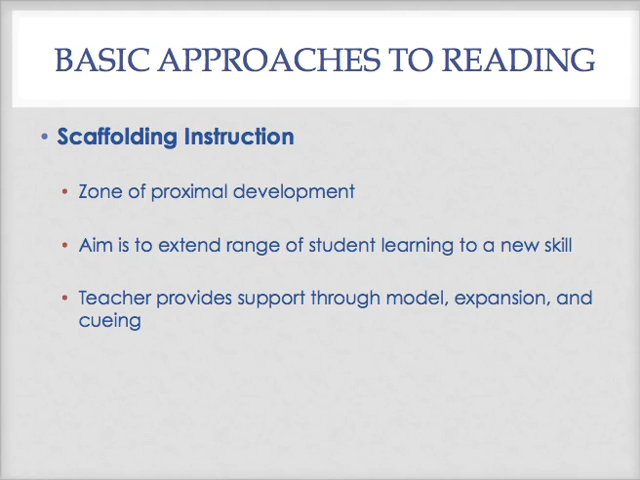 BASIC APPROACHES TO READING
• Scaffolding Instruction
• Zone of proximal development
• Aim is to extend range of student learning to a new skill
• Teacher provides support through model, expansion, and
cueing